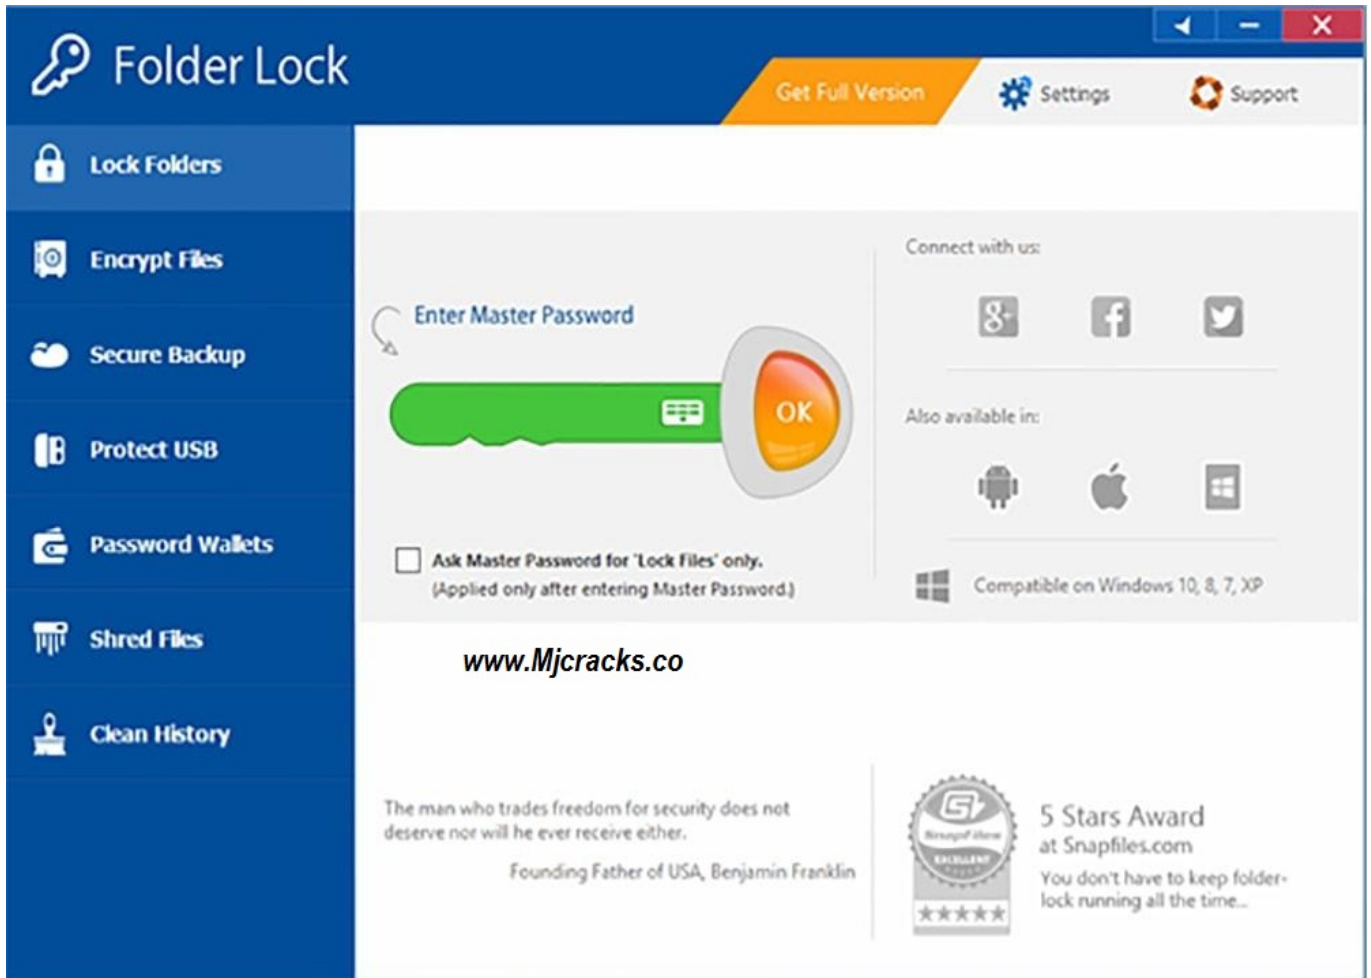 Folder Lock
Get Full Version
Settings
Support
Lock Folders
Encrypt Files
Secure Backup
Protect USB
Password Wallets
Shred Files
Clean History
Enter Master Password
OK
Ask Master Password for 'Lock Files' only.
(Applied only after entering Master Password.)
Connect with us:
8+
f
Also available in:
Compatible on Windows 10, 8, 7, XP
www.Mjcracks.co
The man who trades freedom for security does not
deserve nor will he ever receive either.
Founding Father of USA, Benjamin Franklin
SnapFiles
EXCELLENT
5 Stars Award
at Snapfiles.com
You don't have to keep folder-
lock running all the time...